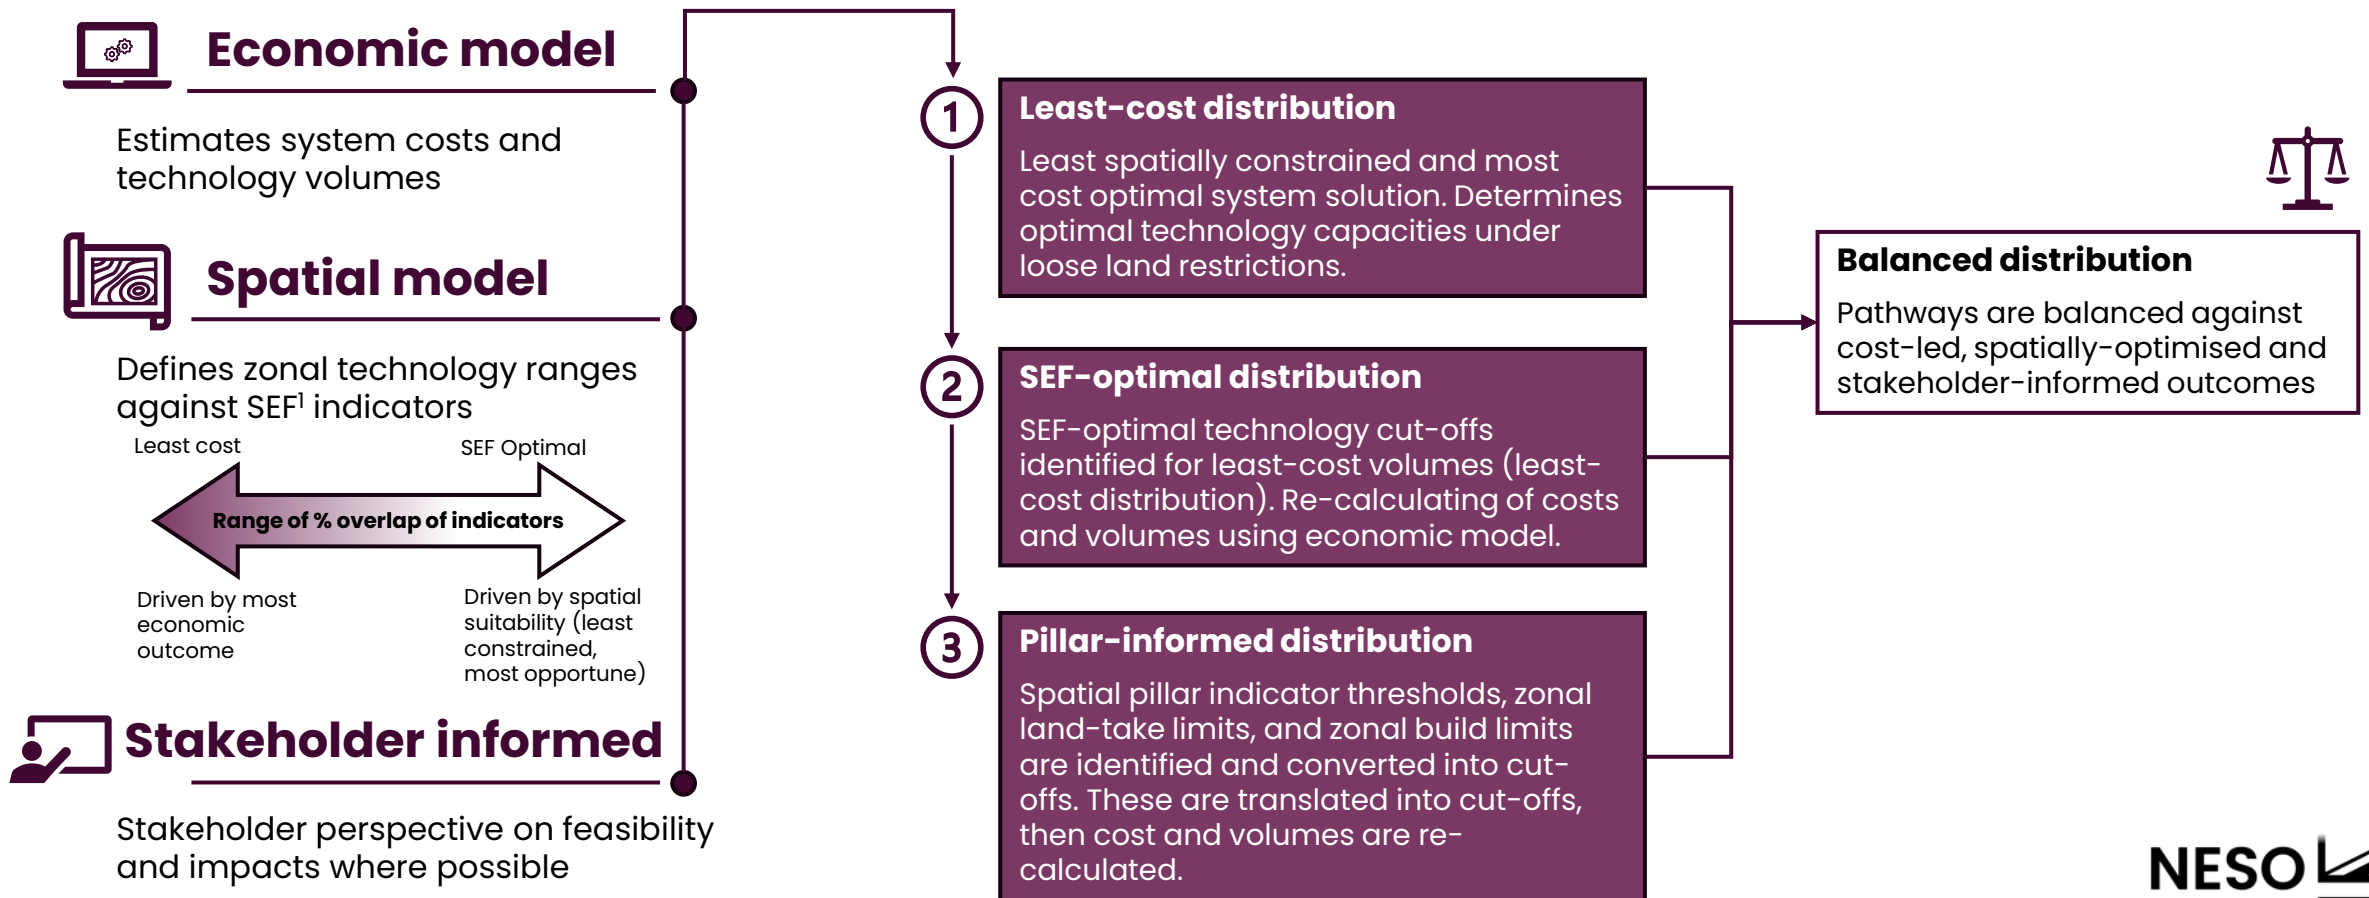 Economic model
Estimates system costs and
technology volumes
Spatial model
Defines zonal technology ranges
against SEF¹ indicators
Least cost
SEF Optimal
Range of % overlap of indicators
Driven by most
economic
outcome
Driven by spatial
suitability (least
constrained,
most opportune)
Stakeholder informed
Stakeholder perspective on feasibility
and impacts where possible
1
Least-cost distribution
Least spatially constrained and most
cost optimal system solution. Determines
optimal technology capacities under
loose land restrictions.
2
SEF-optimal distribution
SEF-optimal technology cut-offs
identified for least-cost volumes (least-
cost distribution). Re-calculating of costs
and volumes using economic model.
3
Pillar-informed distribution
Spatial pillar indicator thresholds, zonal
land-take limits, and zonal build limits
are identified and converted into cut-
offs. These are translated into cut-offs,
then cost and volumes are re-
calculated.
Balanced distribution
Pathways are balanced against
cost-led, spatially-optimised and
stakeholder-informed outcomes
NESO